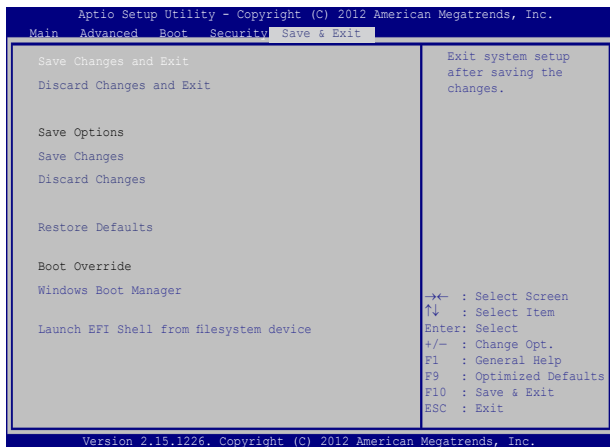 Aptio Setup Utility - Copyright (C) 2012 American Megatrends, Inc.
Main Advanced Boot Security Save & Exit
Save Changes and Exit
Discard Changes and Exit
Save Options
Save Changes
Discard Changes
Restore Defaults
Boot Override
Windows Boot Manager
Launch EFI Shell from filesystem device
Exit system setup
after saving the
changes.
→← : Select Screen
↑↓ : Select Item
Enter: Select
+/— : Change Opt.
F1 : General Help
F9 : Optimized Defaults
F10 : Save & Exit
ESC : Exit
Version 2.15.1226. Copyright (C) 2012 American Megatrends, Inc.